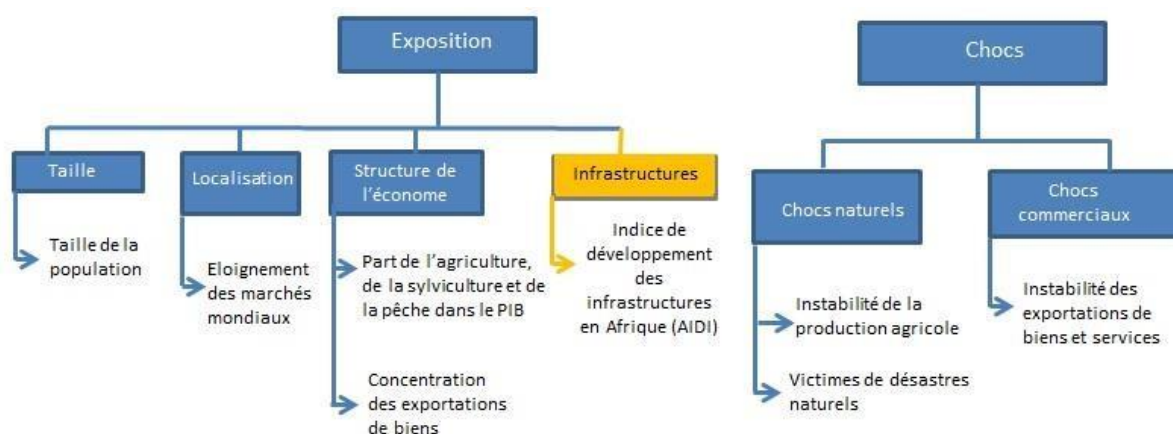 Exposition
Taille
Taille de la
population
Localisation
Eloignement
des marchés
mondiaux
Structure de
l'économe
Part de l'agriculture,
de la sylviculture et de
la pêche dans le PIB
Concentration
des exportations
de biens
Infrastructures
Indice de
développement
des
infrastructures
en Afrique (AIDI)
Chocs
Chocs naturels
Instabilité de la
production agricole
Victimes de désastres
naturels
Chocs
commerciaux
Instabilité des
exportations de
biens et services